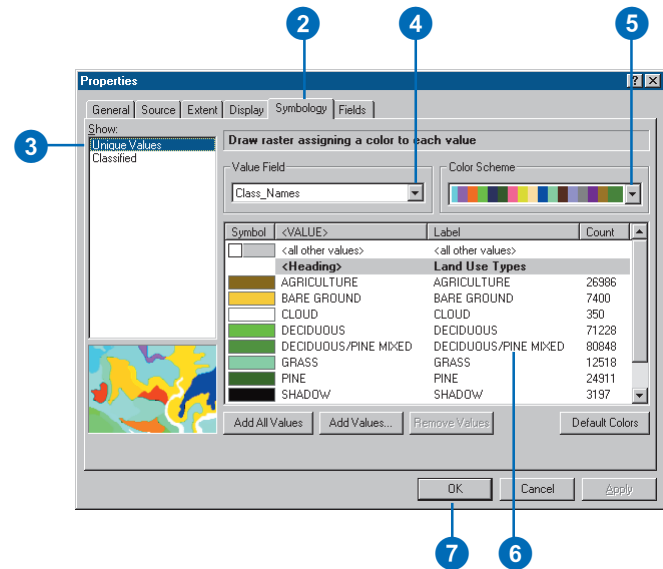 2 4 5
Properties
General Source Extent Display Symbology Fields
3
Show:
Unique Values
Classified
Draw raster assigning a color to each value
Value Field
Class_Names
Color Scheme
Symbol <VALUE> Label Count
<all other values> <all other values>
<Heading> Land Use Types
AGRICULTURE AGRICULTURE 26986
BARE GROUND BARE GROUND 7400
CLOUD CLOUD 350
DECIDUOUS DECIDUOUS 71228
DECIDUOUS/PINE MIXED DECIDUOUS/PINE MIXED 80848
GRASS GRASS 12518
PINE PINE 24911
SHADOW SHADOW 3197
Add All Values Add Values... Remove Values Default Colors
OK Cancel Apply
7 6